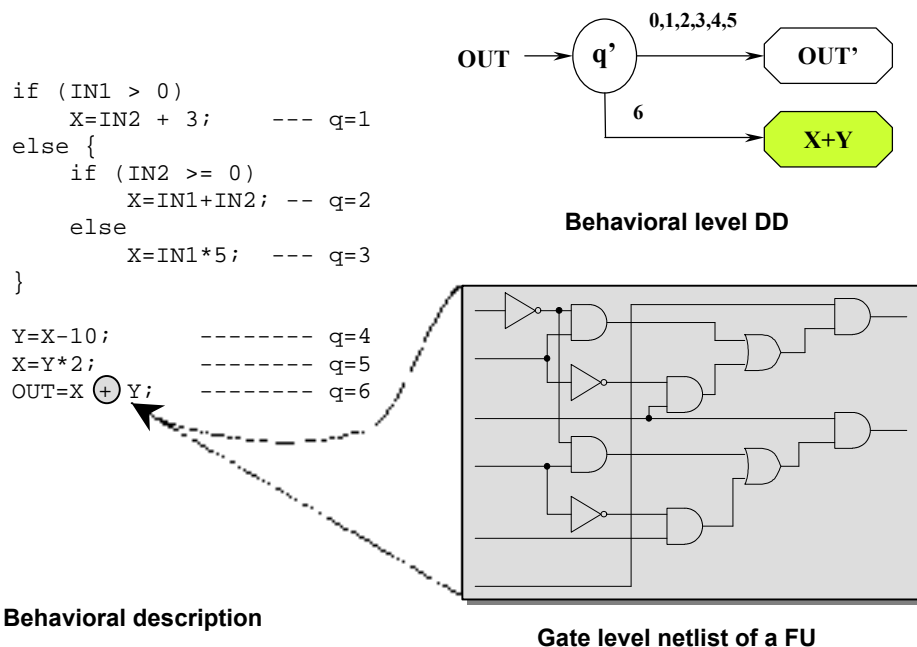 0,1,2,3,4,5
OUT q’ OUT’
6
X+Y
Behavioral level DD
if (IN1 > 0)
    X=IN2 + 3;     --- q=1
else {
    if (IN2 >= 0)
        X=IN1+IN2; -- q=2
    else
        X=IN1*5;  --- q=3
}
Y=X-10;      -------- q=4
X=Y*2;       -------- q=5
OUT=X + Y;   -------- q=6
Behavioral description
Gate level netlist of a FU